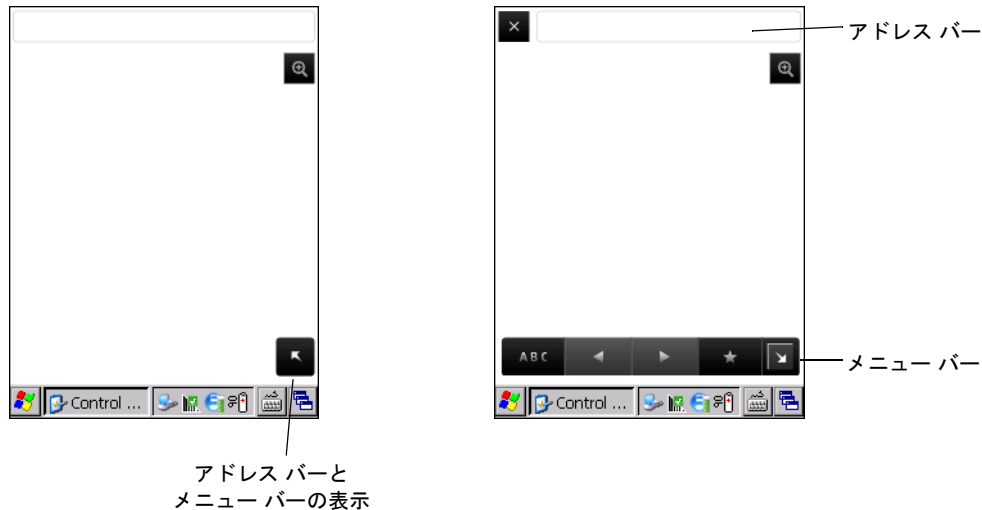 アドレス バー
ABC
メニュー バー
Control ...
Control ...
アドレス バーと
メニュー バーの表示